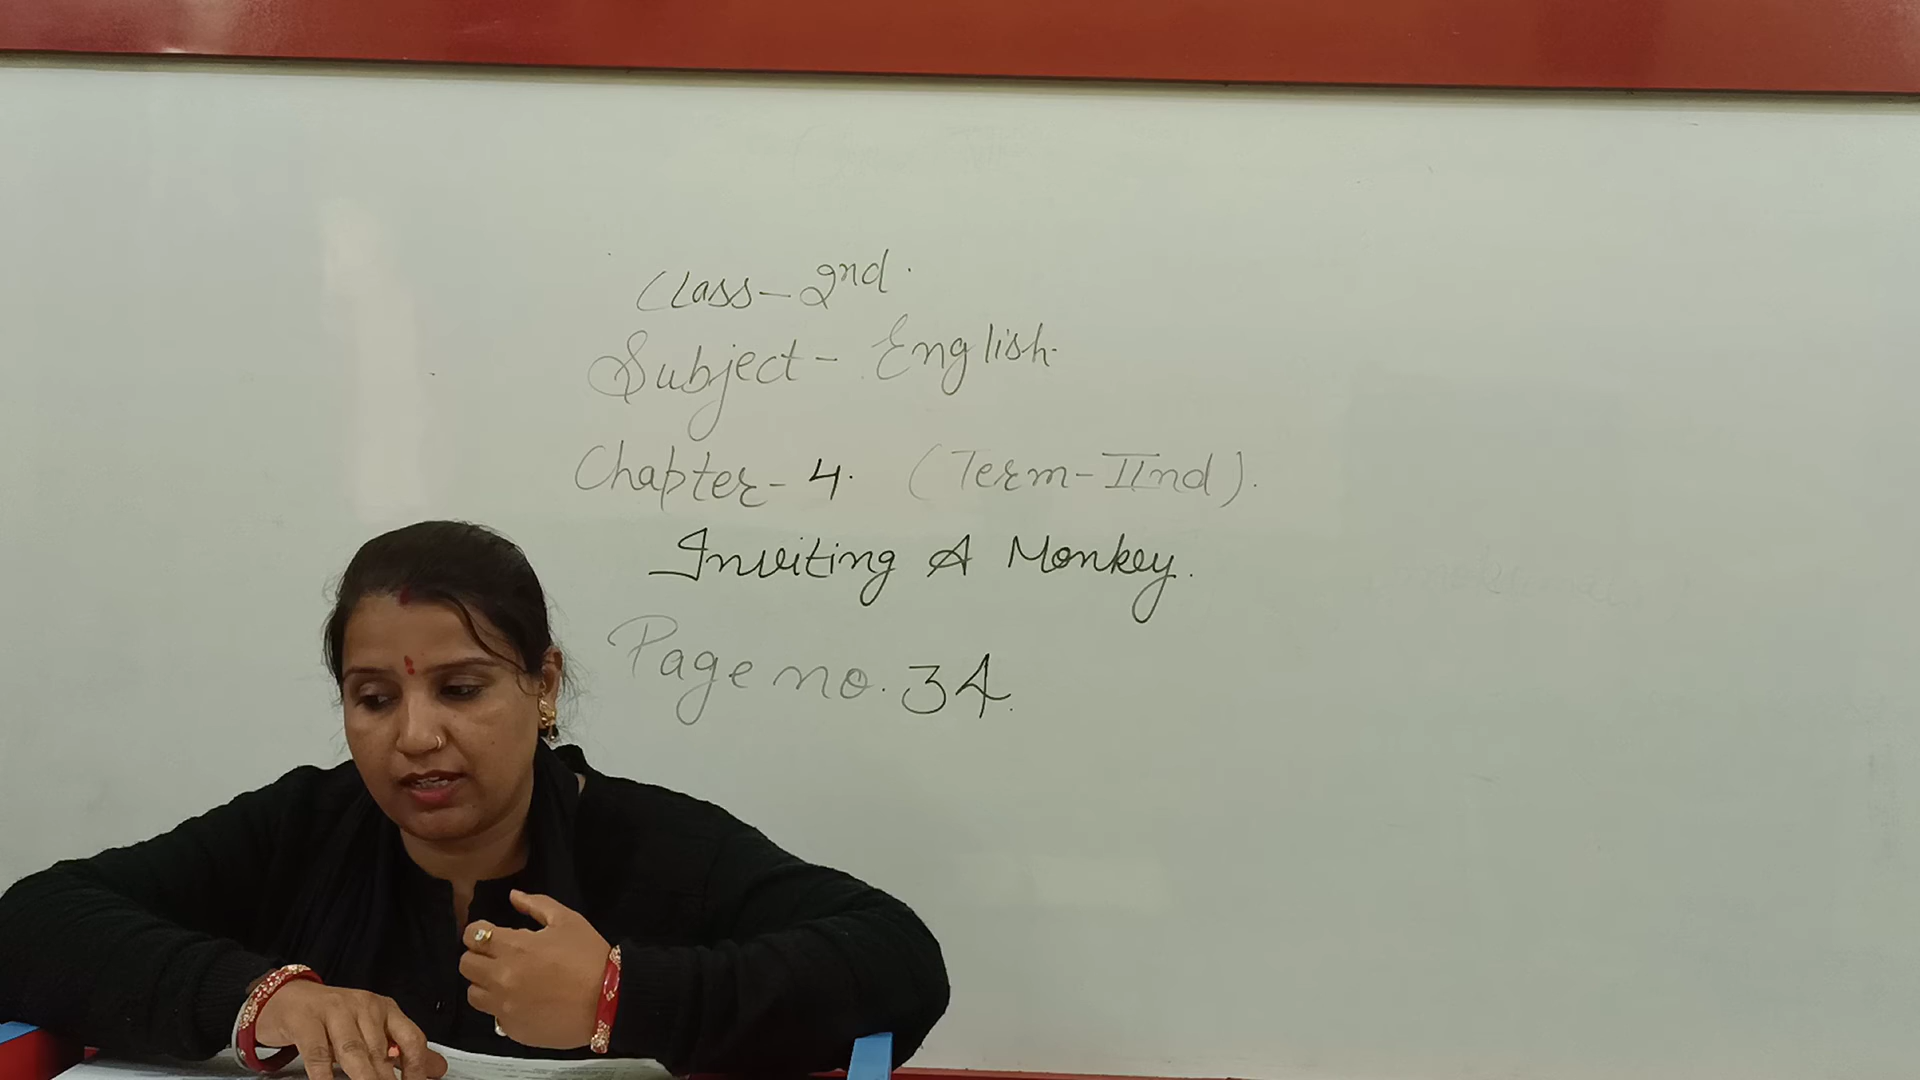 Class - 2nd.
Subject - English.
Chapter - 4. (Term - IInd).
Inviting A Monkey.
Page no. 34.